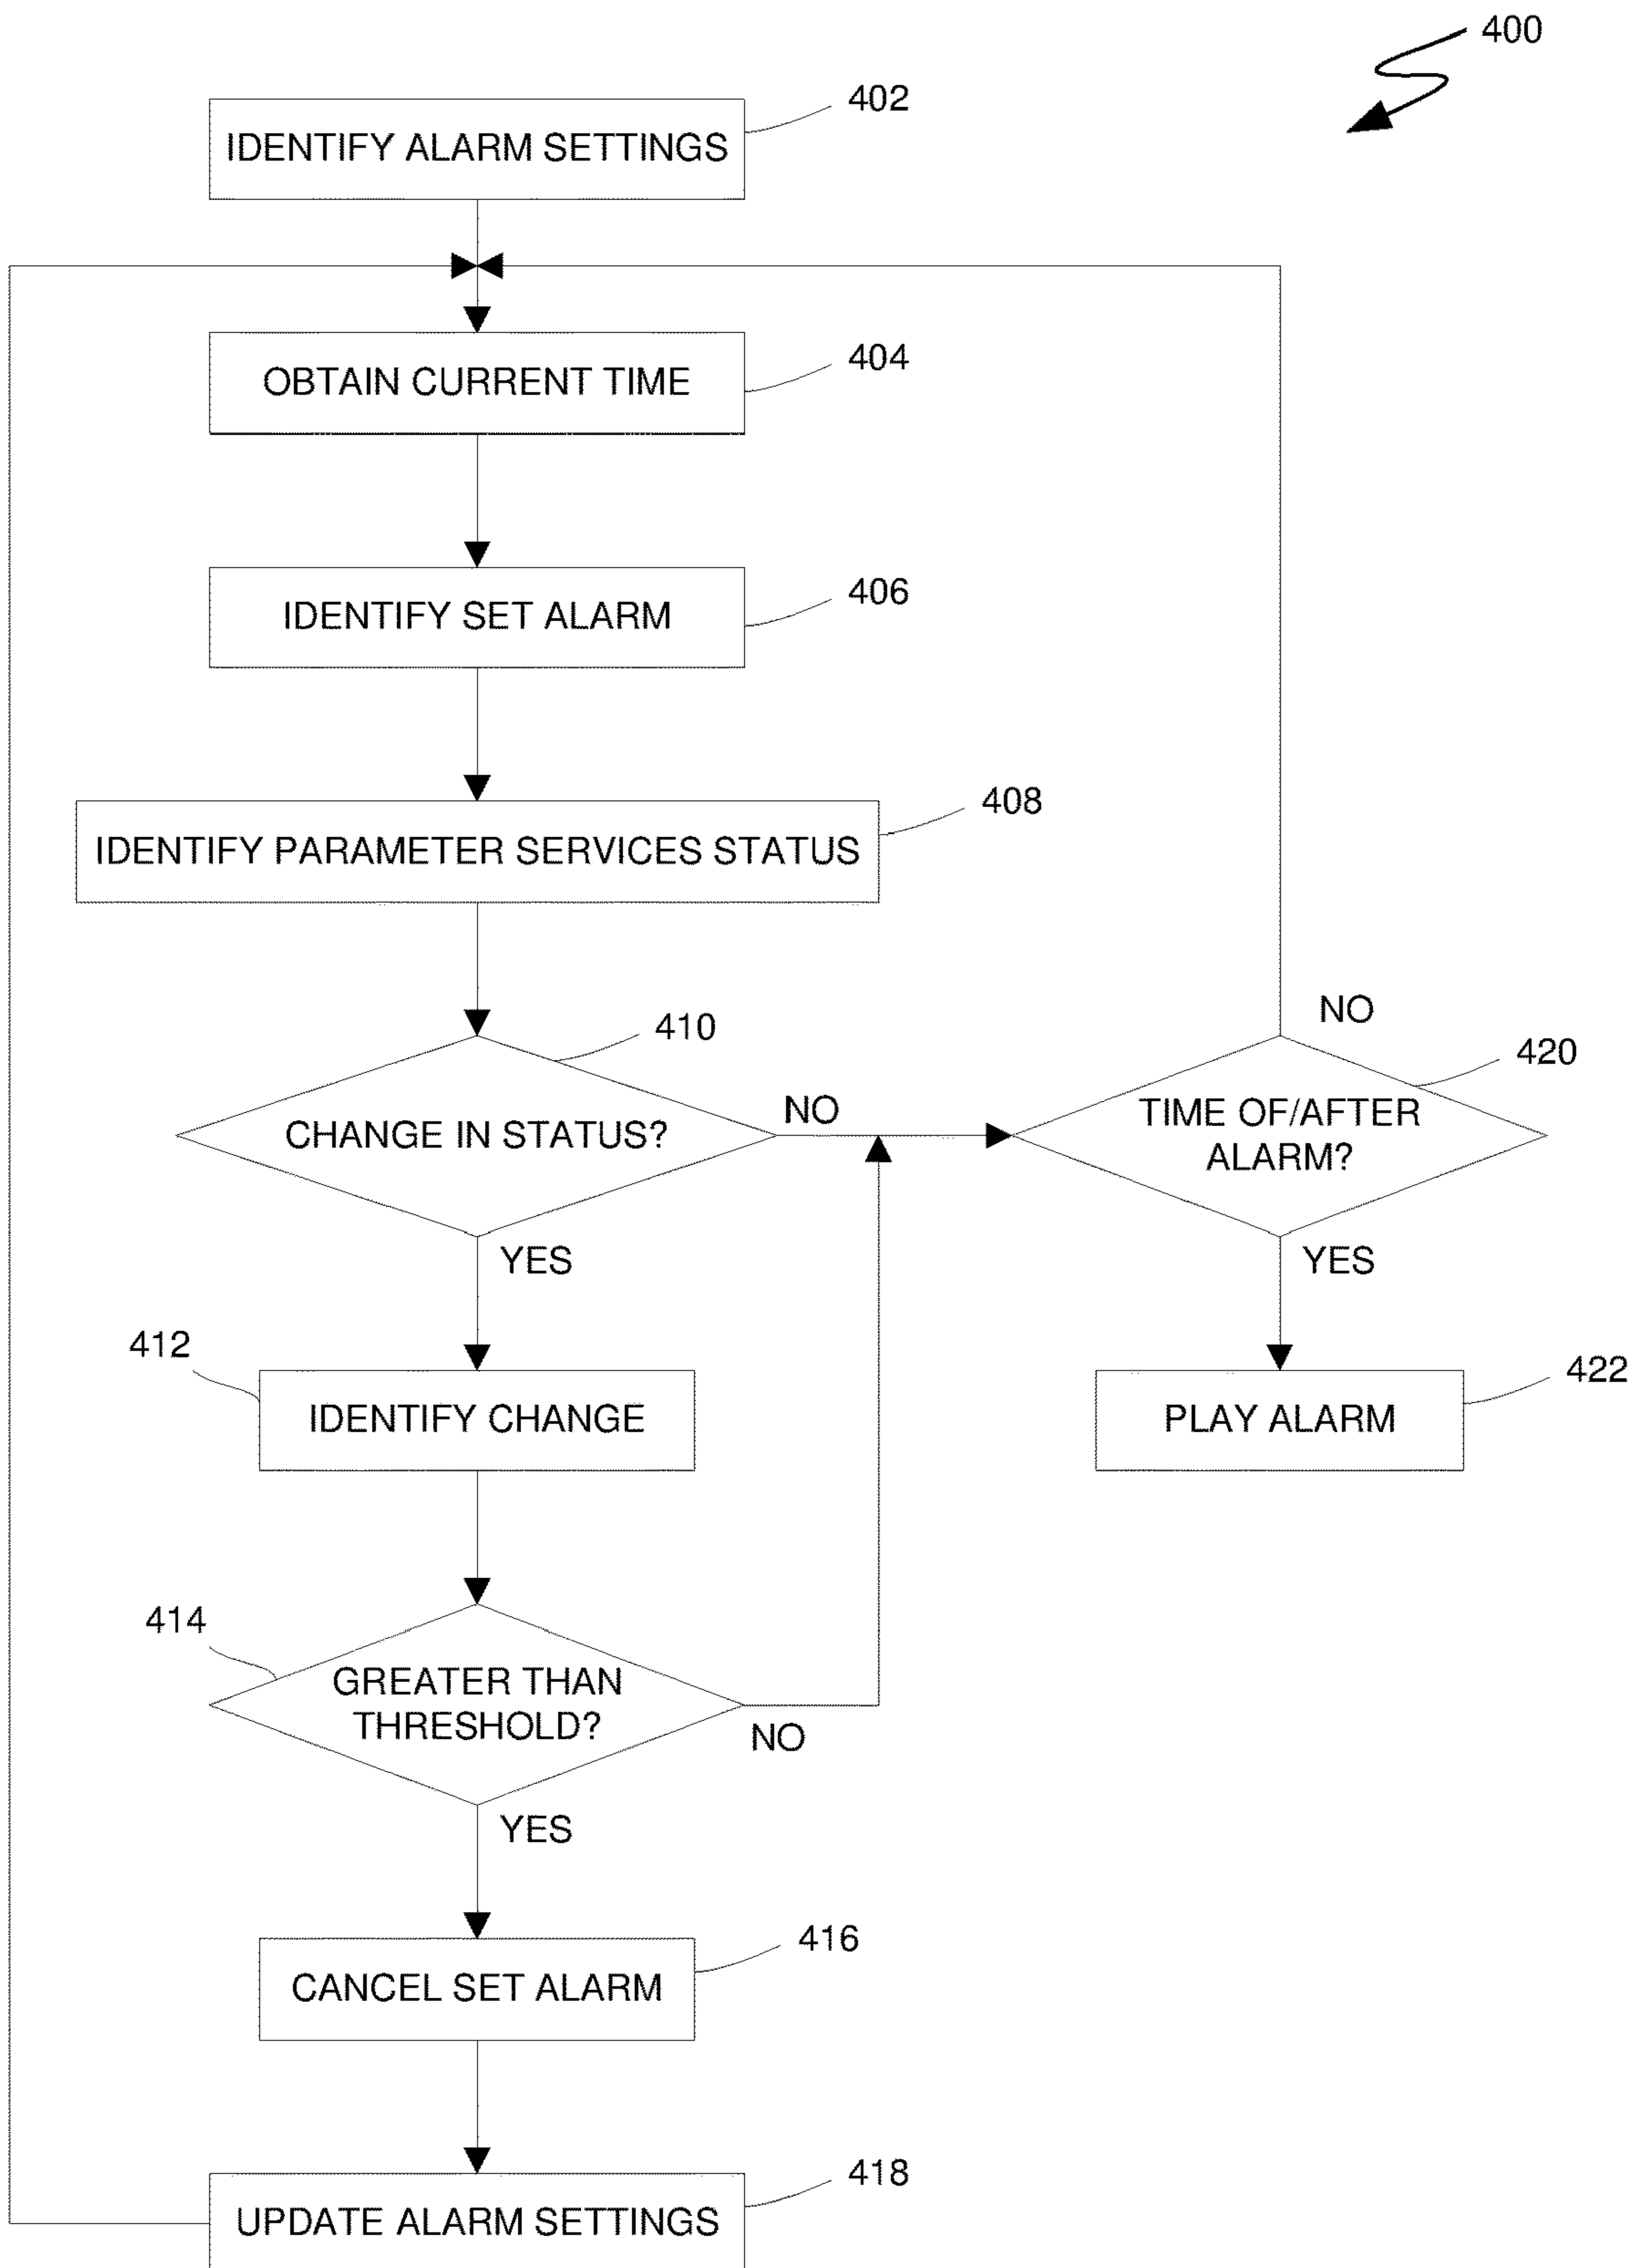 400
402
IDENTIFY ALARM SETTINGS
404
OBTAIN CURRENT TIME
406
IDENTIFY SET ALARM
408
IDENTIFY PARAMETER SERVICES STATUS
410
CHANGE IN STATUS?
NO
YES
NO
420
TIME OF/AFTER
ALARM?
YES
412
IDENTIFY CHANGE
422
PLAY ALARM
414
GREATER THAN
THRESHOLD?
NO
YES
416
CANCEL SET ALARM
418
UPDATE ALARM SETTINGS